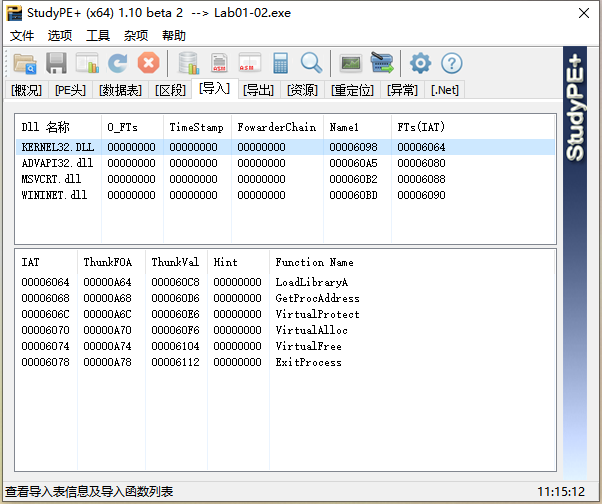 StudyPE+ (x64) 1.10 beta 2 --> Lab01-02.exe
文件 选项 工具 杂项 帮助
ASM ASM
[概况] [PE头] [数据表] [区段] [导入] [导出] [资源] [重定位] [异常] [.Net]
StudyPE+
Dll 名称 O_FTs TimeStamp FowarderChain Name1 FTs(IAT)
KERNEL32.DLL 00000000 00000000 00000000 00006098 00006064
ADVAPI32.dll 00000000 00000000 00000000 000060A5 00006080
MSVCRT.dll 00000000 00000000 00000000 000060B2 00006088
WININET.dll 00000000 00000000 00000000 000060BD 00006090
IAT ThunkFOA ThunkVal Hint Function Name
00006064 00000A64 000060C8 00000000 LoadLibraryA
00006068 00000A68 000060D6 00000000 GetProcAddress
0000606C 00000A6C 000060E6 00000000 VirtualProtect
00006070 00000A70 000060F6 00000000 VirtualAlloc
00006074 00000A74 00006104 00000000 VirtualFree
00006078 00000A78 00006112 00000000 ExitProcess
查看导入表信息及导入函数列表 11:15:12